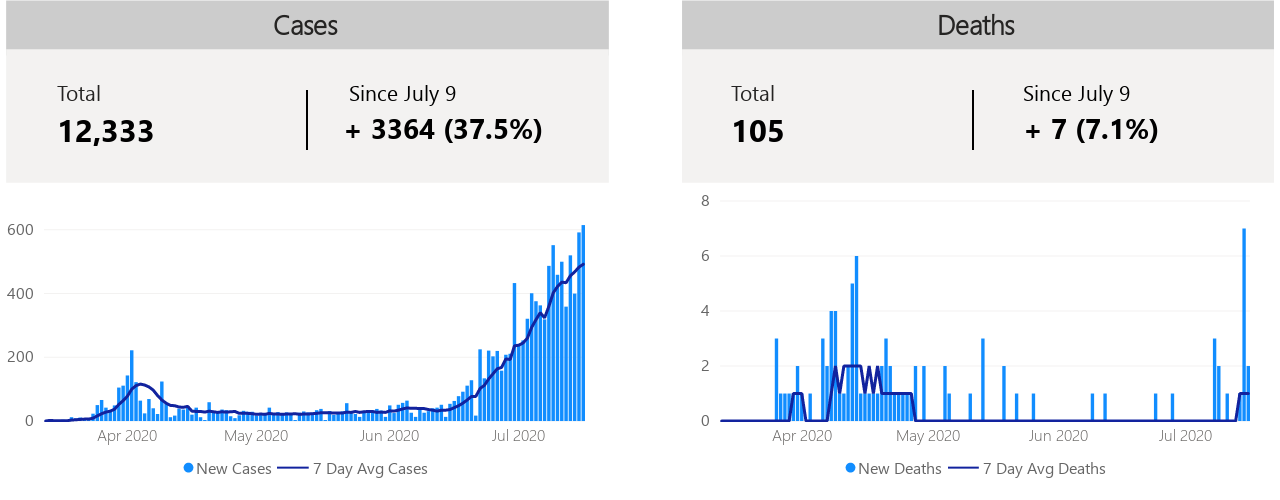 Cases
Total
Since July 9
12,333
+ 3364 (37.5%)
600
400
200
0
Apr 2020
May 2020
Jun 2020
Jul 2020
New Cases
7 Day Avg Cases
Deaths
Total
Since July 9
105
+ 7 (7.1%)
8
6
4
2
0
Apr 2020
May 2020
Jun 2020
Jul 2020
New Deaths
7 Day Avg Deaths